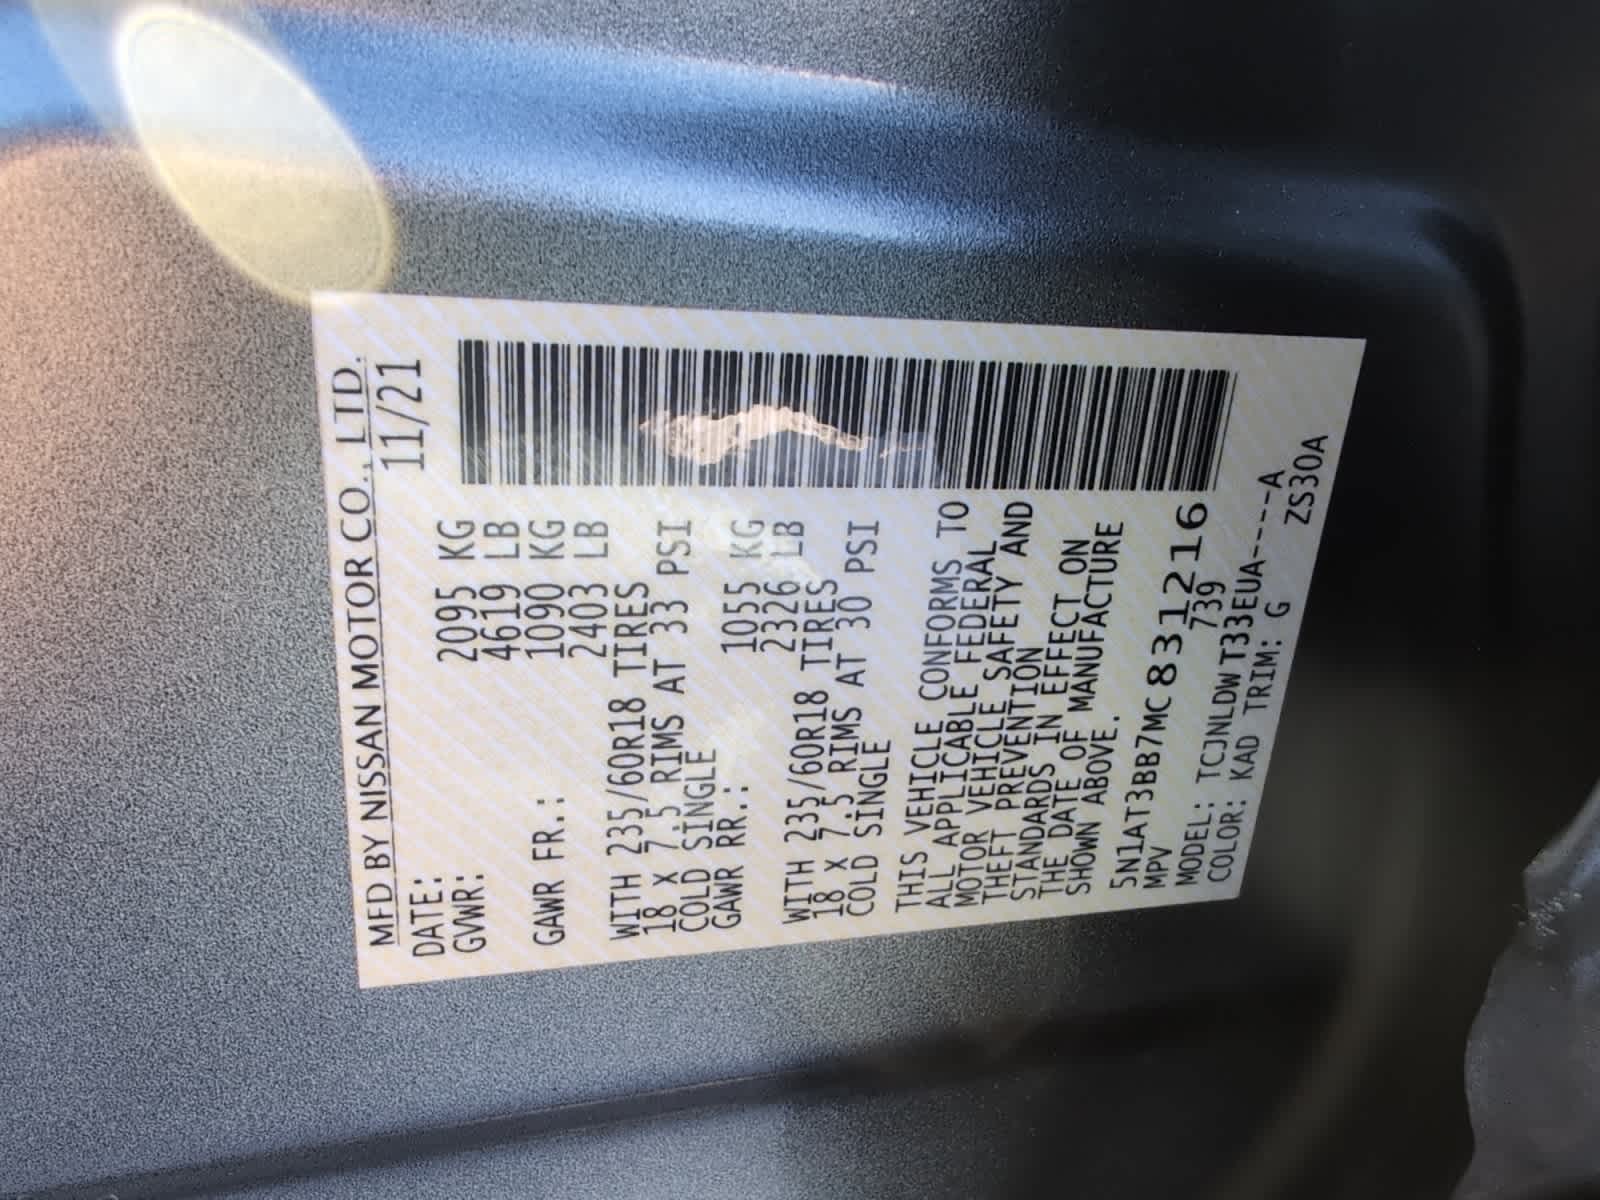 MFD BY NISSAN MOTOR CO., LTD.
DATE: 11/21
GVWR: 2095 KG
4619 LB
GAWR FR.: 1090 KG
2403 LB
WITH 235/60R18 TIRES
18 X 7.5 RIMS AT 33 PSI
COLD SINGLE
GAWR RR.: 1055 KG
2326 LB
WITH 235/60R18 TIRES
18 X 7.5 RIMS AT 30 PSI
COLD SINGLE
THIS VEHICLE CONFORMS TO
ALL APPLICABLE FEDERAL
MOTOR VEHICLE SAFETY AND
THEFT PREVENTION
STANDARDS IN EFFECT ON
THE DATE OF MANUFACTURE
SHOWN ABOVE.
5N1AT3BB7MC831216
MPV 739
MODEL: TCJNLDWT33EUA-----A
COLOR: KAD TRIM: G ZS30A